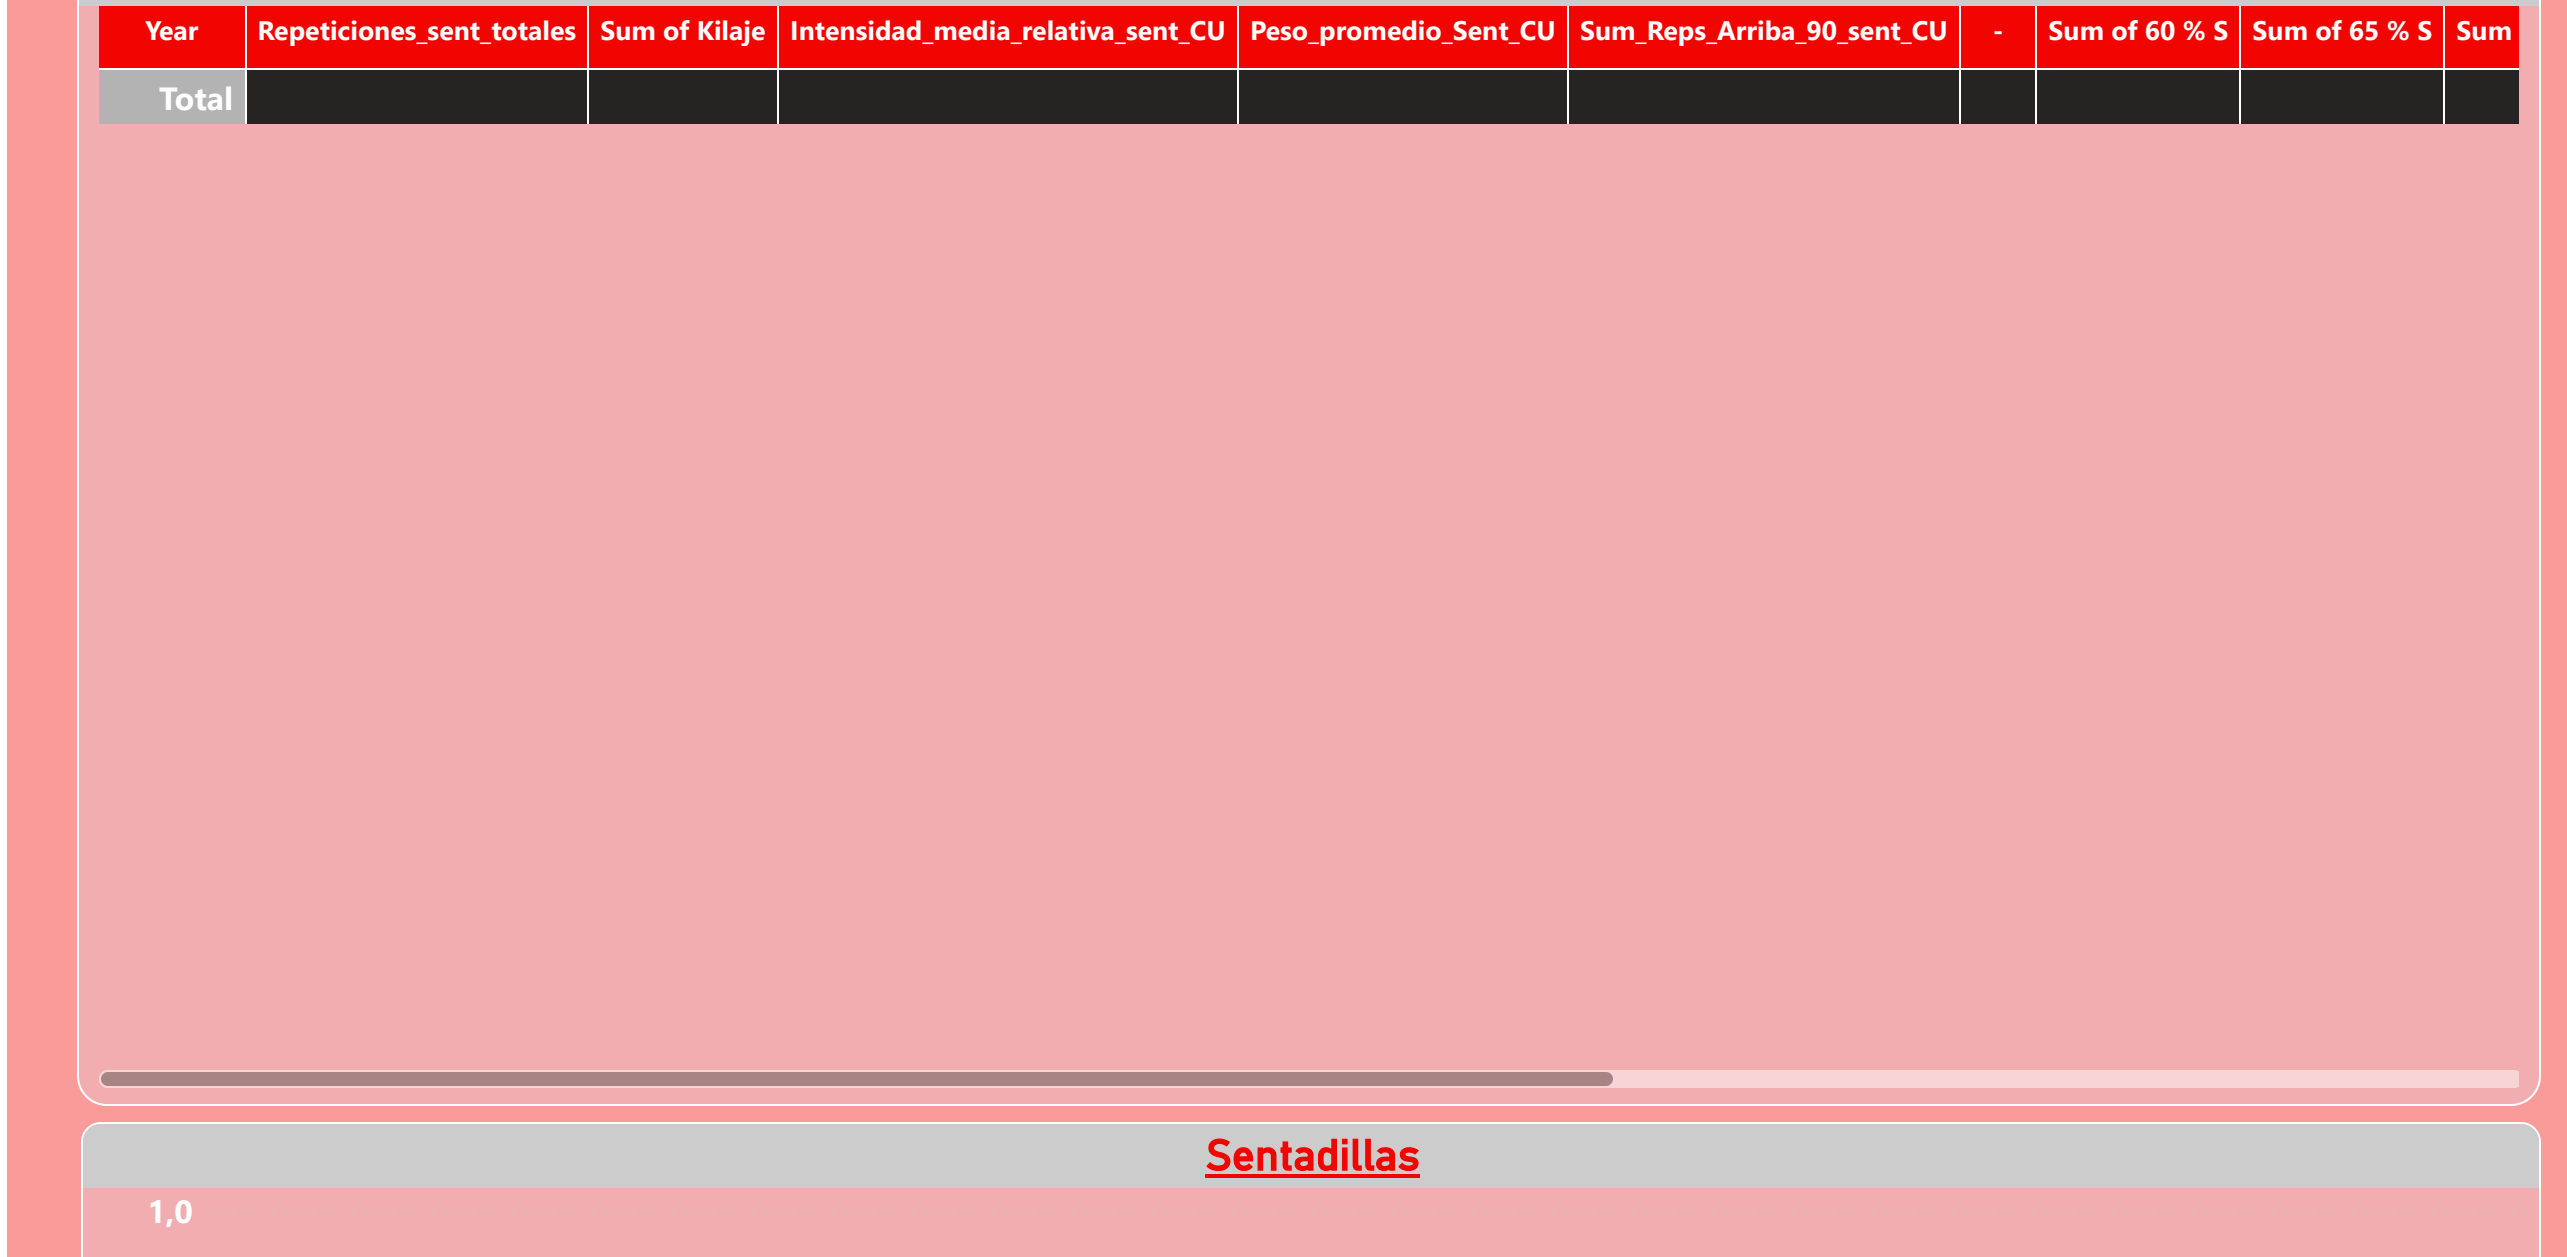 Year Repeticiones_sent_totales Sum of Kilaje Intensidad_media_relativa_sent_CU Peso_promedio_Sent_CU Sum_Reps_Arriba_90_sent_CU - Sum of 60 % S Sum of 65 % S Sum
Total
Sentadillas
1,0